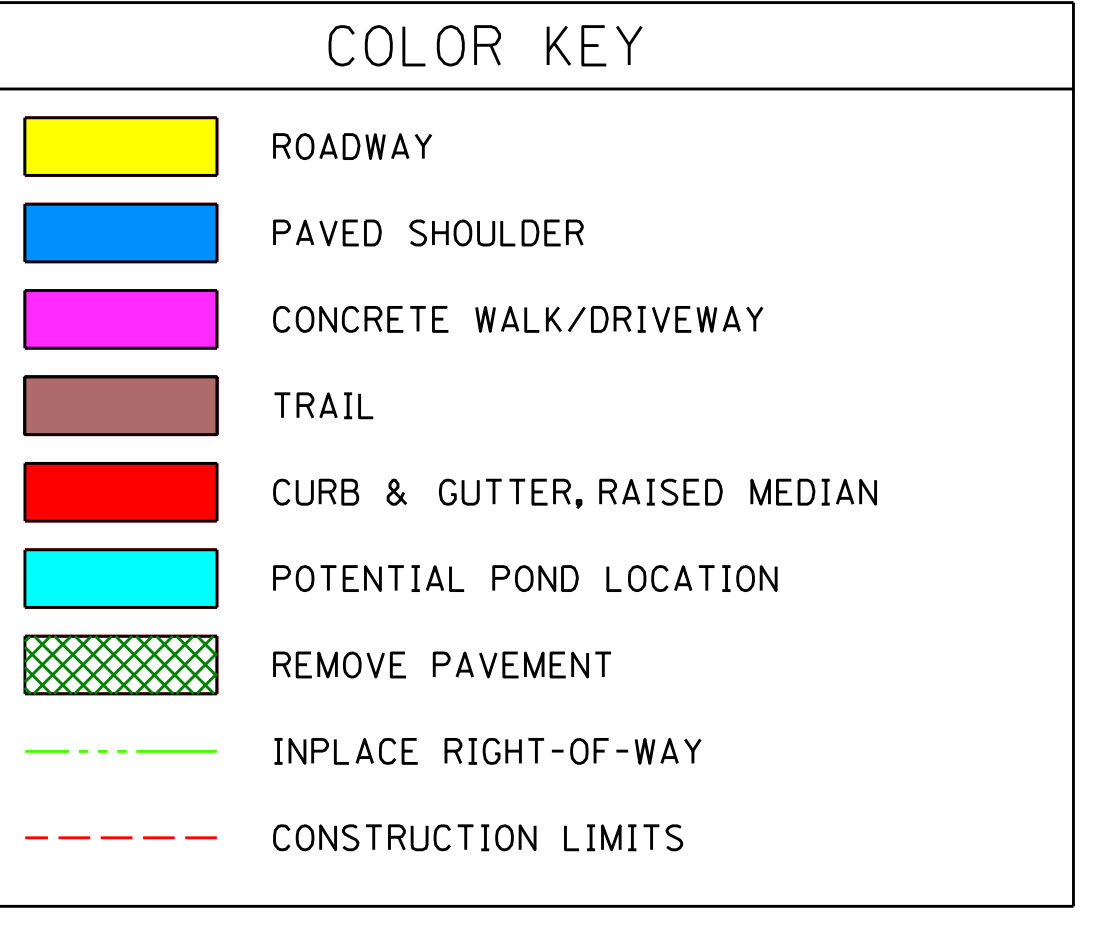 COLOR KEY
ROADWAY
PAVED SHOULDER
CONCRETE WALK/DRIVEWAY
TRAIL
CURB & GUTTER, RAISED MEDIAN
POTENTIAL POND LOCATION
REMOVE PAVEMENT
INPLACE RIGHT-OF-WAY
CONSTRUCTION LIMITS